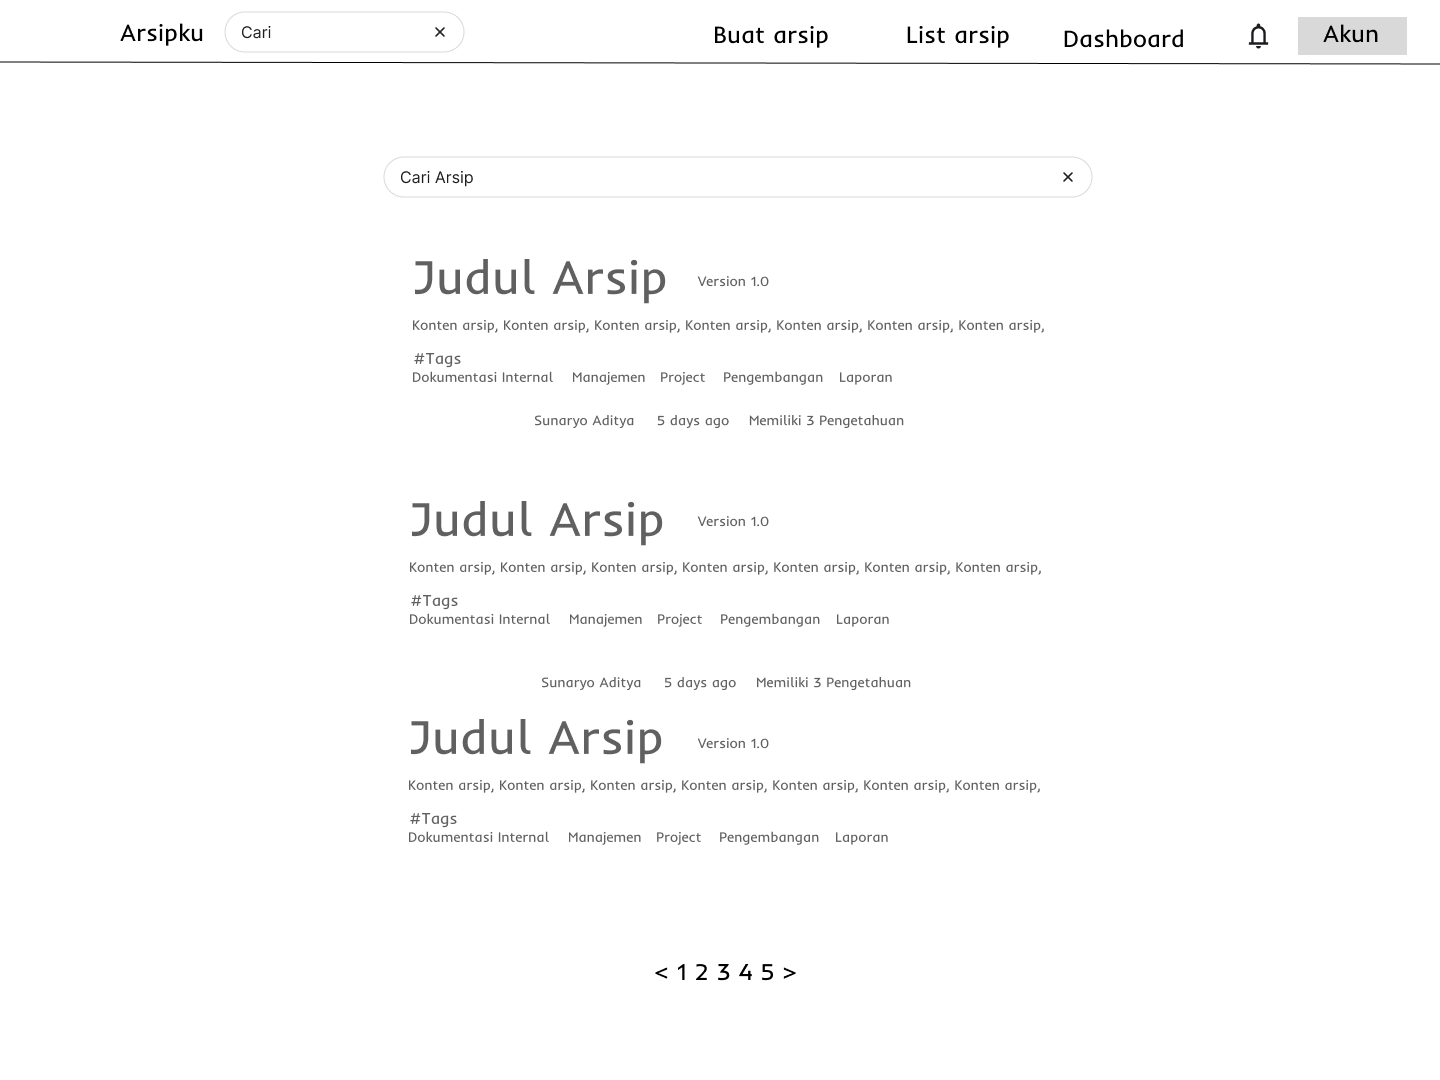 Arsipku Cari Buat arsip List arsip Dashboard Akun
Cari Arsip
Judul Arsip Version 1.0
Konten arsip, Konten arsip, Konten arsip, Konten arsip, Konten arsip, Konten arsip, Konten arsip,
#Tags
Dokumentasi Internal Manajemen Project Pengembangan Laporan
Sunaryo Aditya 5 days ago Memiliki 3 Pengetahuan
Judul Arsip Version 1.0
Konten arsip, Konten arsip, Konten arsip, Konten arsip, Konten arsip, Konten arsip, Konten arsip,
#Tags
Dokumentasi Internal Manajemen Project Pengembangan Laporan
Sunaryo Aditya 5 days ago Memiliki 3 Pengetahuan
Judul Arsip Version 1.0
Konten arsip, Konten arsip, Konten arsip, Konten arsip, Konten arsip, Konten arsip, Konten arsip,
#Tags
Dokumentasi Internal Manajemen Project Pengembangan Laporan
< 1 2 3 4 5 >